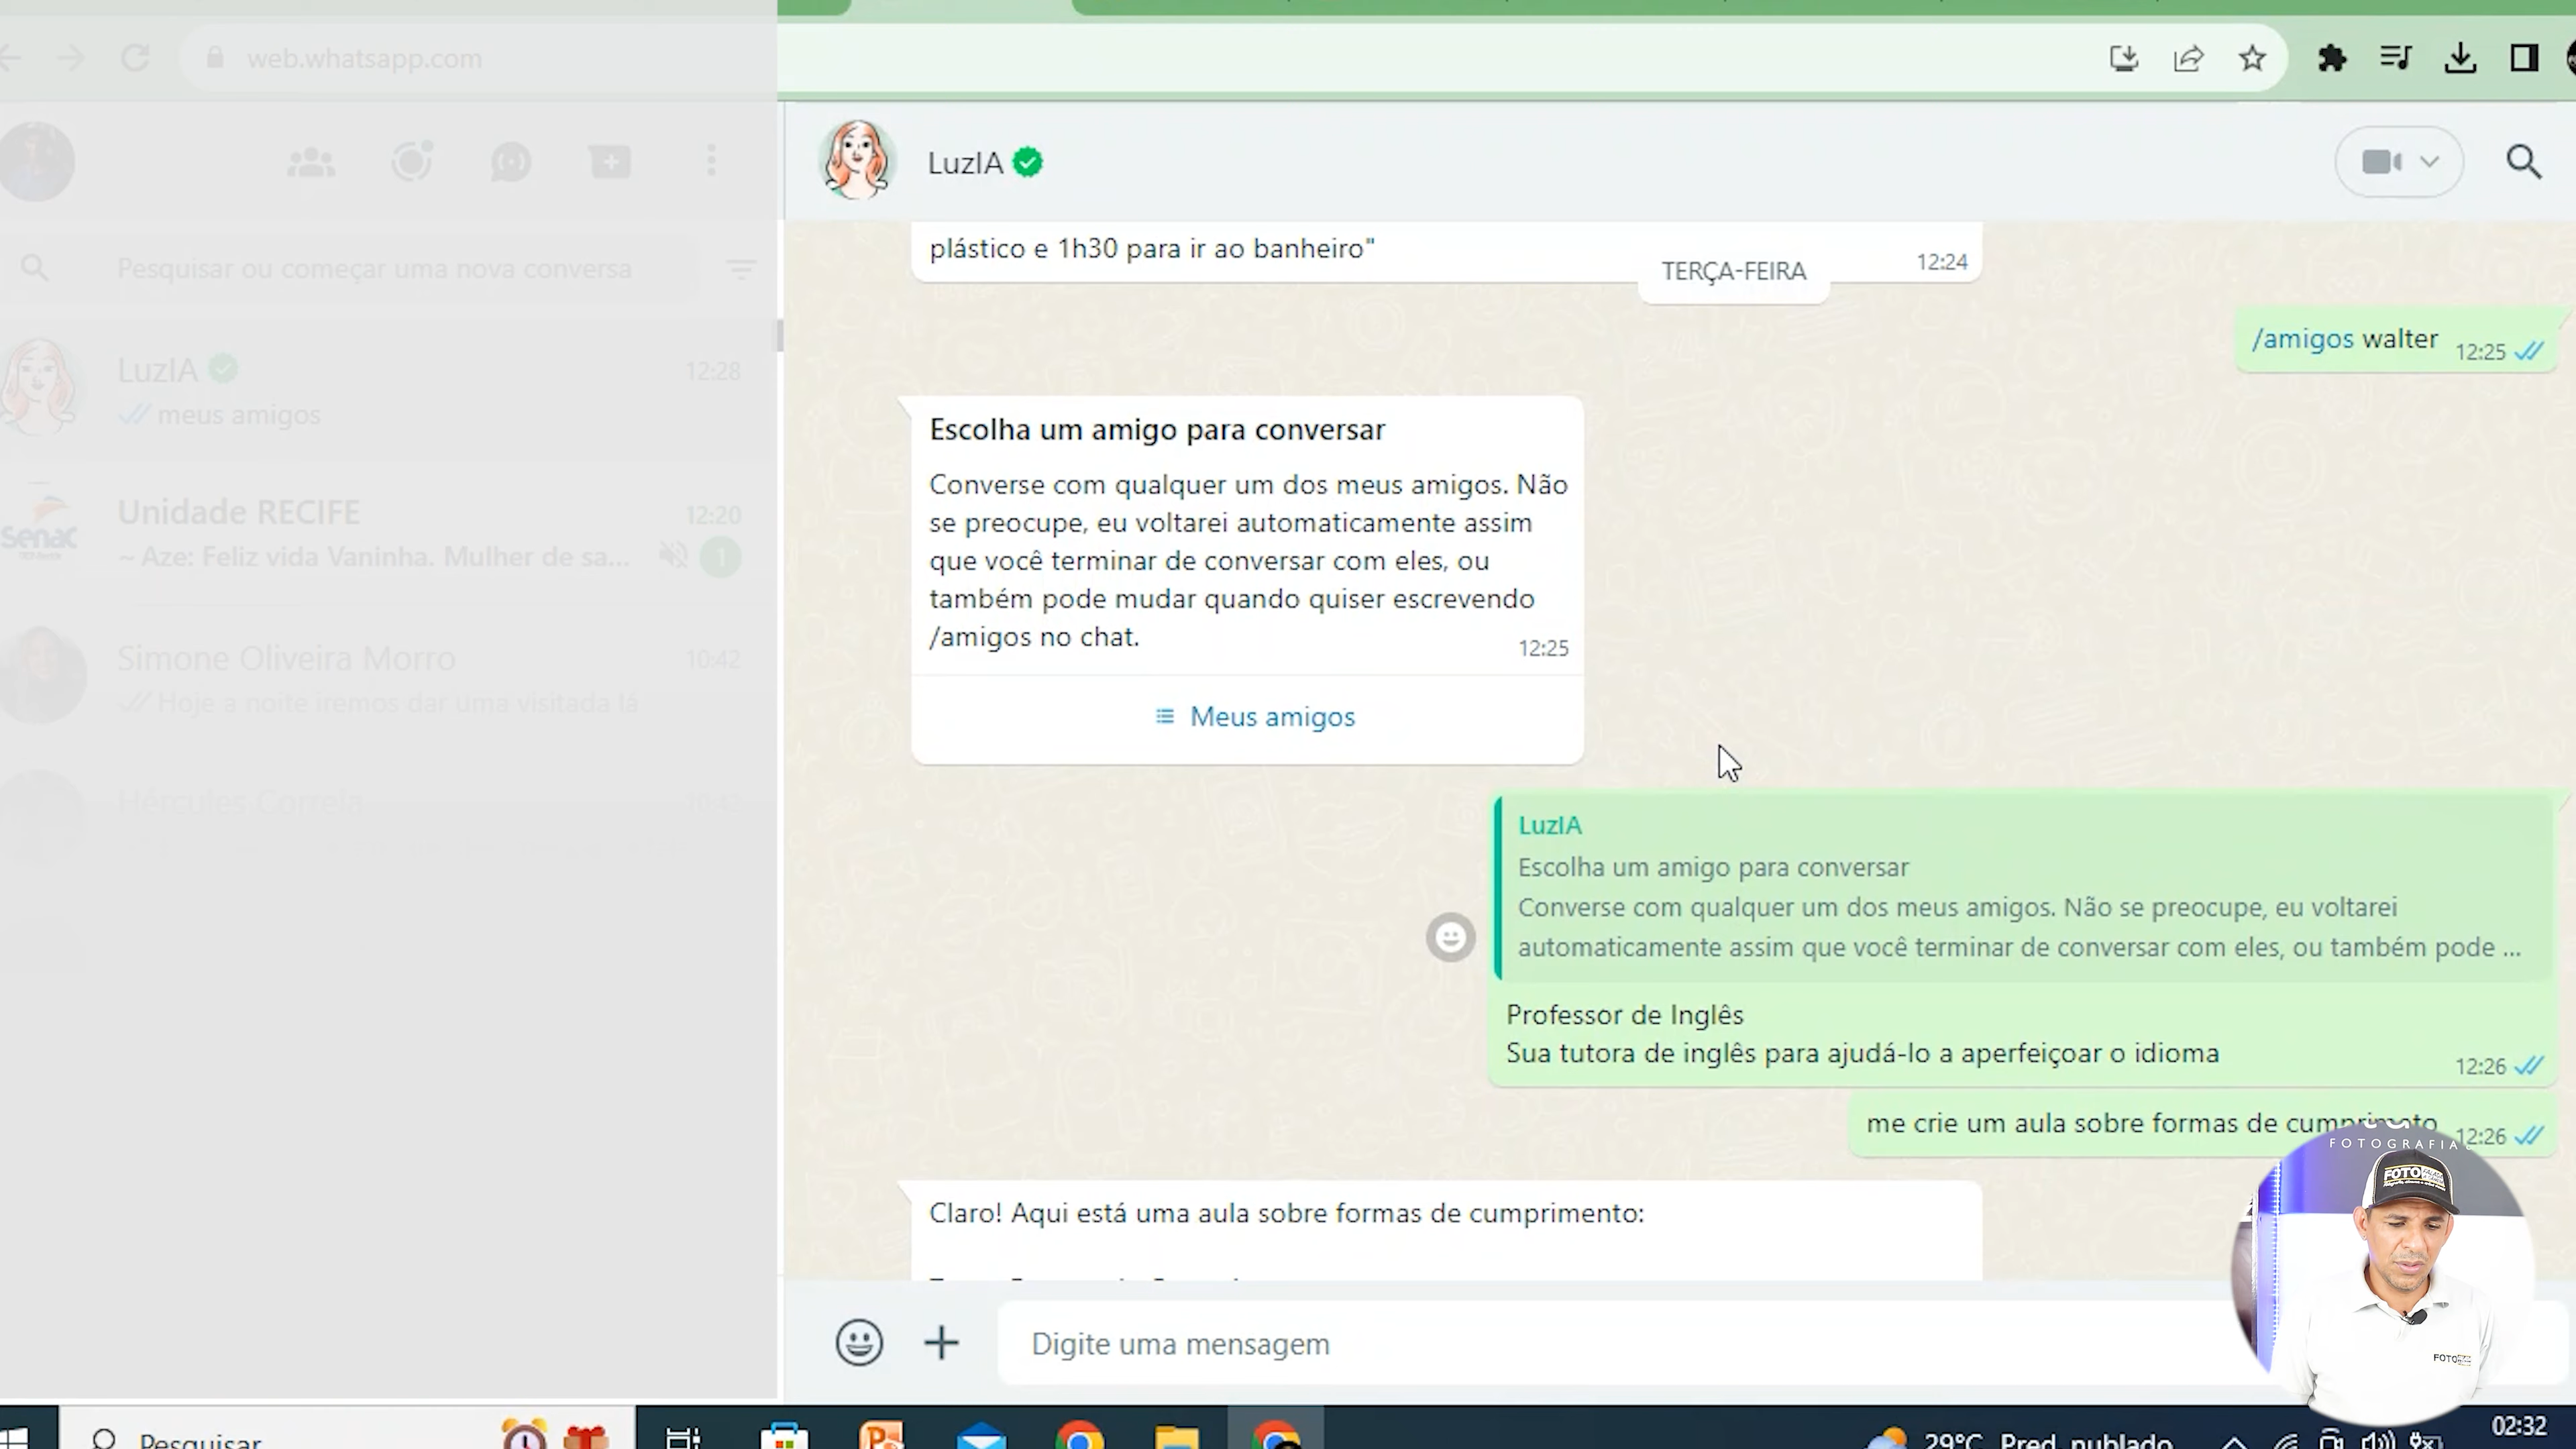 web.whatsapp.com
Pesquisar ou começar uma nova conversa
LuzIA
12:28
meus amigos
Senac
Unidade RECIFE
12:20
~ Aze: Feliz vida Vaninha. Mulher de sa...
1
Simone Oliveira Morro
10:42
Hoje a noite iremos dar uma visitada lá
Hércules Correia
LuzIA
plástico e 1h30 para ir ao banheiro"
12:24
TERÇA-FEIRA
/amigos walter
12:25
Escolha um amigo para conversar
Converse com qualquer um dos meus amigos. Não
se preocupe, eu voltarei automaticamente assim
que você terminar de conversar com eles, ou
também pode mudar quando quiser escrevendo
/amigos no chat.
12:25
Meus amigos
LuzIA
Escolha um amigo para conversar
Converse com qualquer um dos meus amigos. Não se preocupe, eu voltarei
automaticamente assim que você terminar de conversar com eles, ou também pode ...
Professor de Inglês
Sua tutora de inglês para ajudá-lo a aperfeiçoar o idioma
12:26
me crie um aula sobre formas de cumprimeto
12:26
Claro! Aqui está uma aula sobre formas de cumprimento:
FOTOGRAFIA
FOTO
FOTO
Digite uma mensagem
Pesquisar
29°C Pred. nublado
02:32